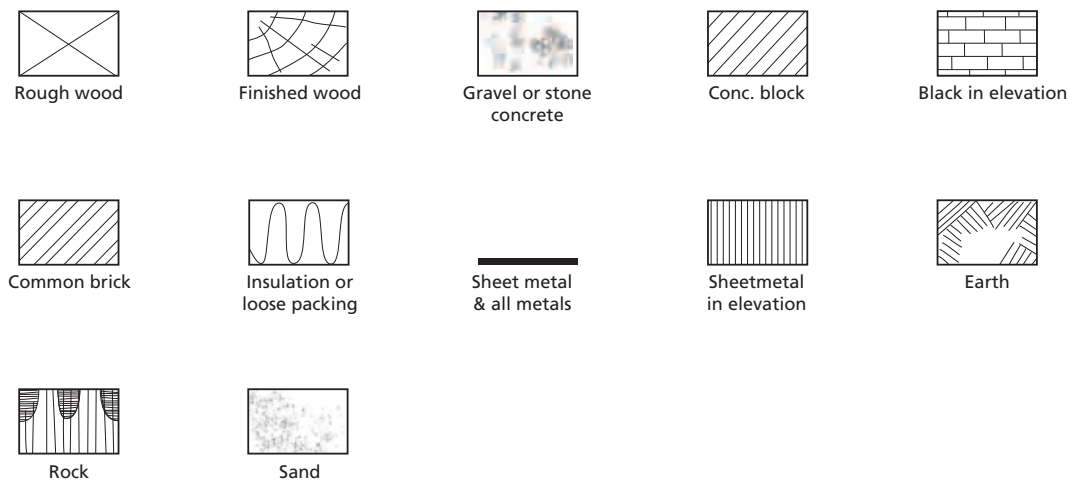 Rough wood
Finished wood
Gravel or stone
concrete
Conc. block
Black in elevation
Common brick
Insulation or
loose packing
Sheet metal
& all metals
Sheetmetal
in elevation
Earth
Rock
Sand